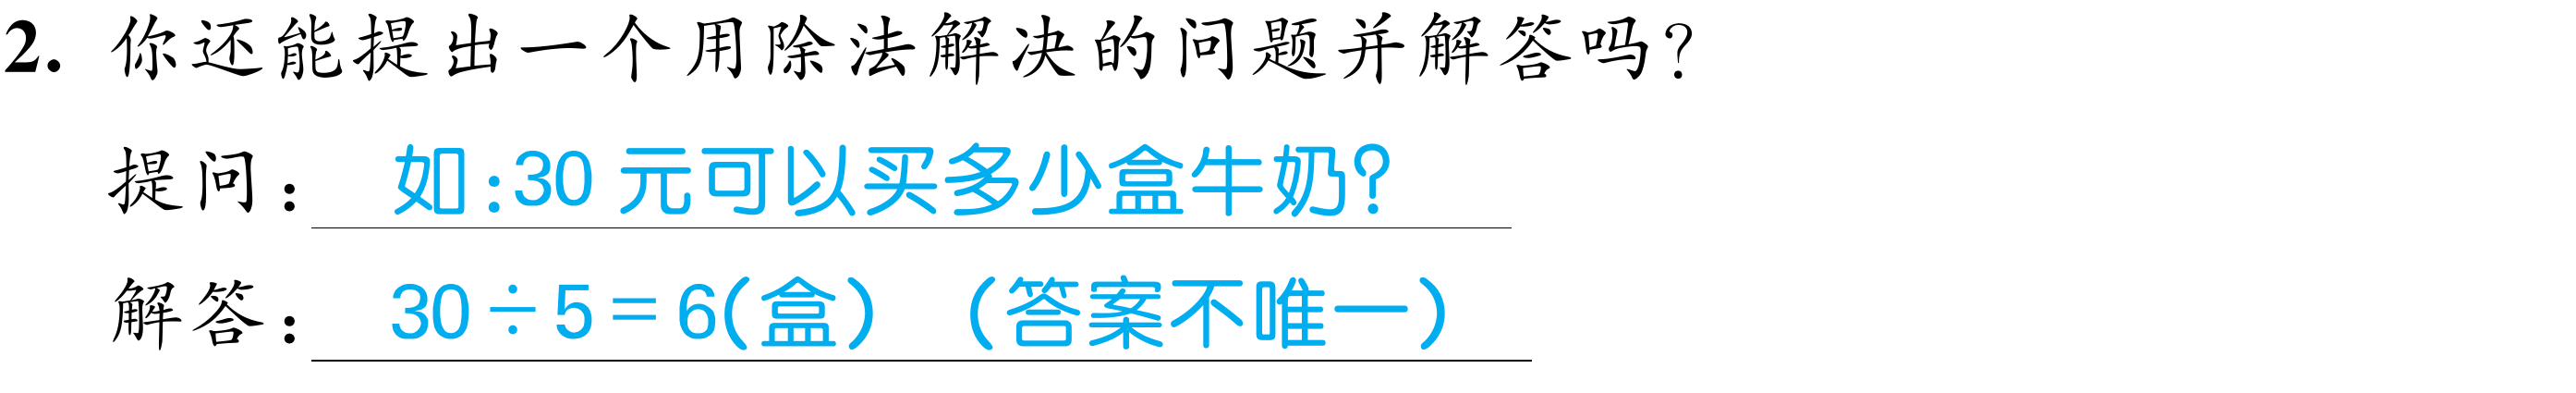 2. 你还能提出一个用除法解决的问题并解答吗?
提问: 如:30 元可以买多少盒牛奶?
解答: 30÷5=6(盒) (答案不唯一)